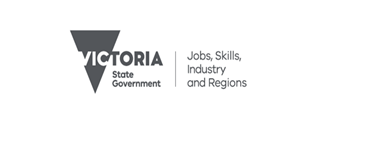 VICTORIA
State
Government
Jobs, Skills,
Industry
and Regions